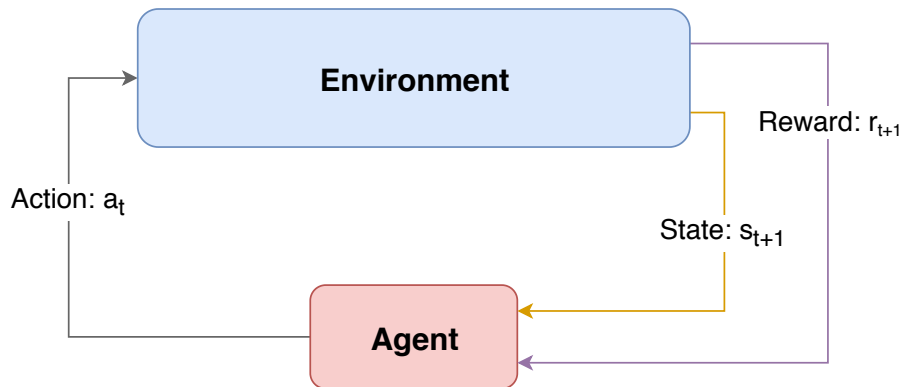 Environment
Reward: r_{t+1}
Action: a_t
State: s_{t+1}
Agent